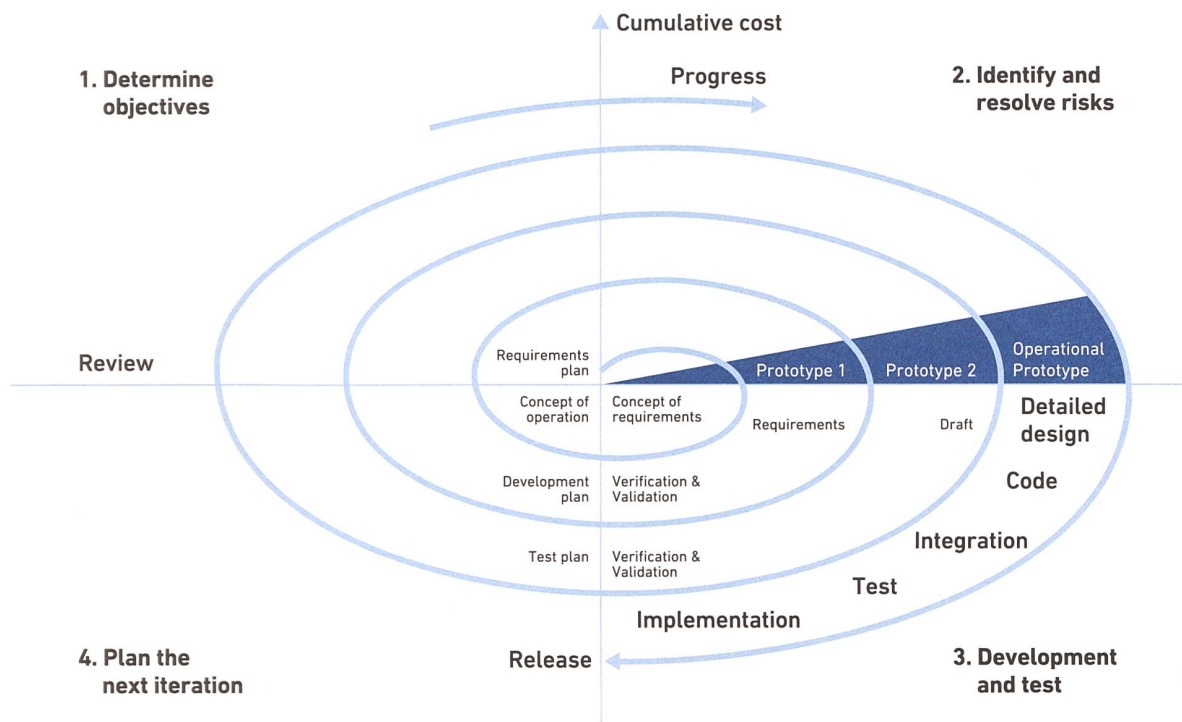 Cumulative cost
1. Determine
objectives
Progress
2. Identify and
resolve risks
Review
Requirements
plan
Prototype 1
Prototype 2
Operational
Prototype
Concept of
operation
Concept of
requirements
Requirements
Draft
Detailed
design
Development
plan
Verification &
Validation
Code
Test plan
Verification &
Validation
Integration
Test
Implementation
4. Plan the
next iteration
Release
3. Development
and test